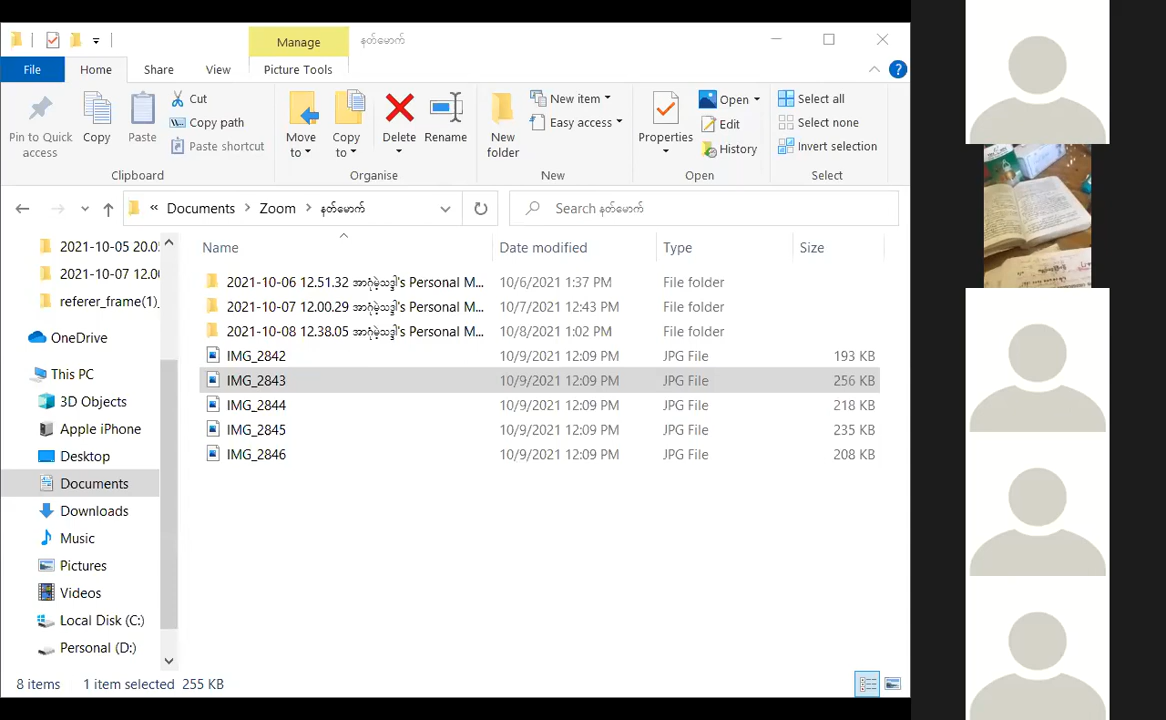 Manage
နတ်မောက်
File
Home
Share
View
Picture Tools
Pin to Quick access
Copy
Paste
Cut
Copy path
Paste shortcut
Clipboard
Move to
Copy to
Delete
Rename
Organise
New folder
New item
Easy access
New
Properties
Open
Edit
History
Open
Select all
Select none
Invert selection
Select
« Documents > Zoom > နတ်မောက်
Search နတ်မောက်
2021-10-05 20.0
2021-10-07 12.0
referer_frame(1)_
OneDrive
This PC
3D Objects
Apple iPhone
Desktop
Documents
Downloads
Music
Pictures
Videos
Local Disk (C:)
Personal (D:)
Name Date modified Type Size
2021-10-06 12.51.32 အာဂုံမဲ့သဒ္ဒါ's Personal M... 10/6/2021 1:37 PM File folder
2021-10-07 12.00.29 အာဂုံမဲ့သဒ္ဒါ's Personal M... 10/7/2021 12:43 PM File folder
2021-10-08 12.38.05 အာဂုံမဲ့သဒ္ဒါ's Personal M... 10/8/2021 1:02 PM File folder
IMG_2842 10/9/2021 12:09 PM JPG File 193 KB
IMG_2843 10/9/2021 12:09 PM JPG File 256 KB
IMG_2844 10/9/2021 12:09 PM JPG File 218 KB
IMG_2845 10/9/2021 12:09 PM JPG File 235 KB
IMG_2846 10/9/2021 12:09 PM JPG File 208 KB
8 items 1 item selected 255 KB